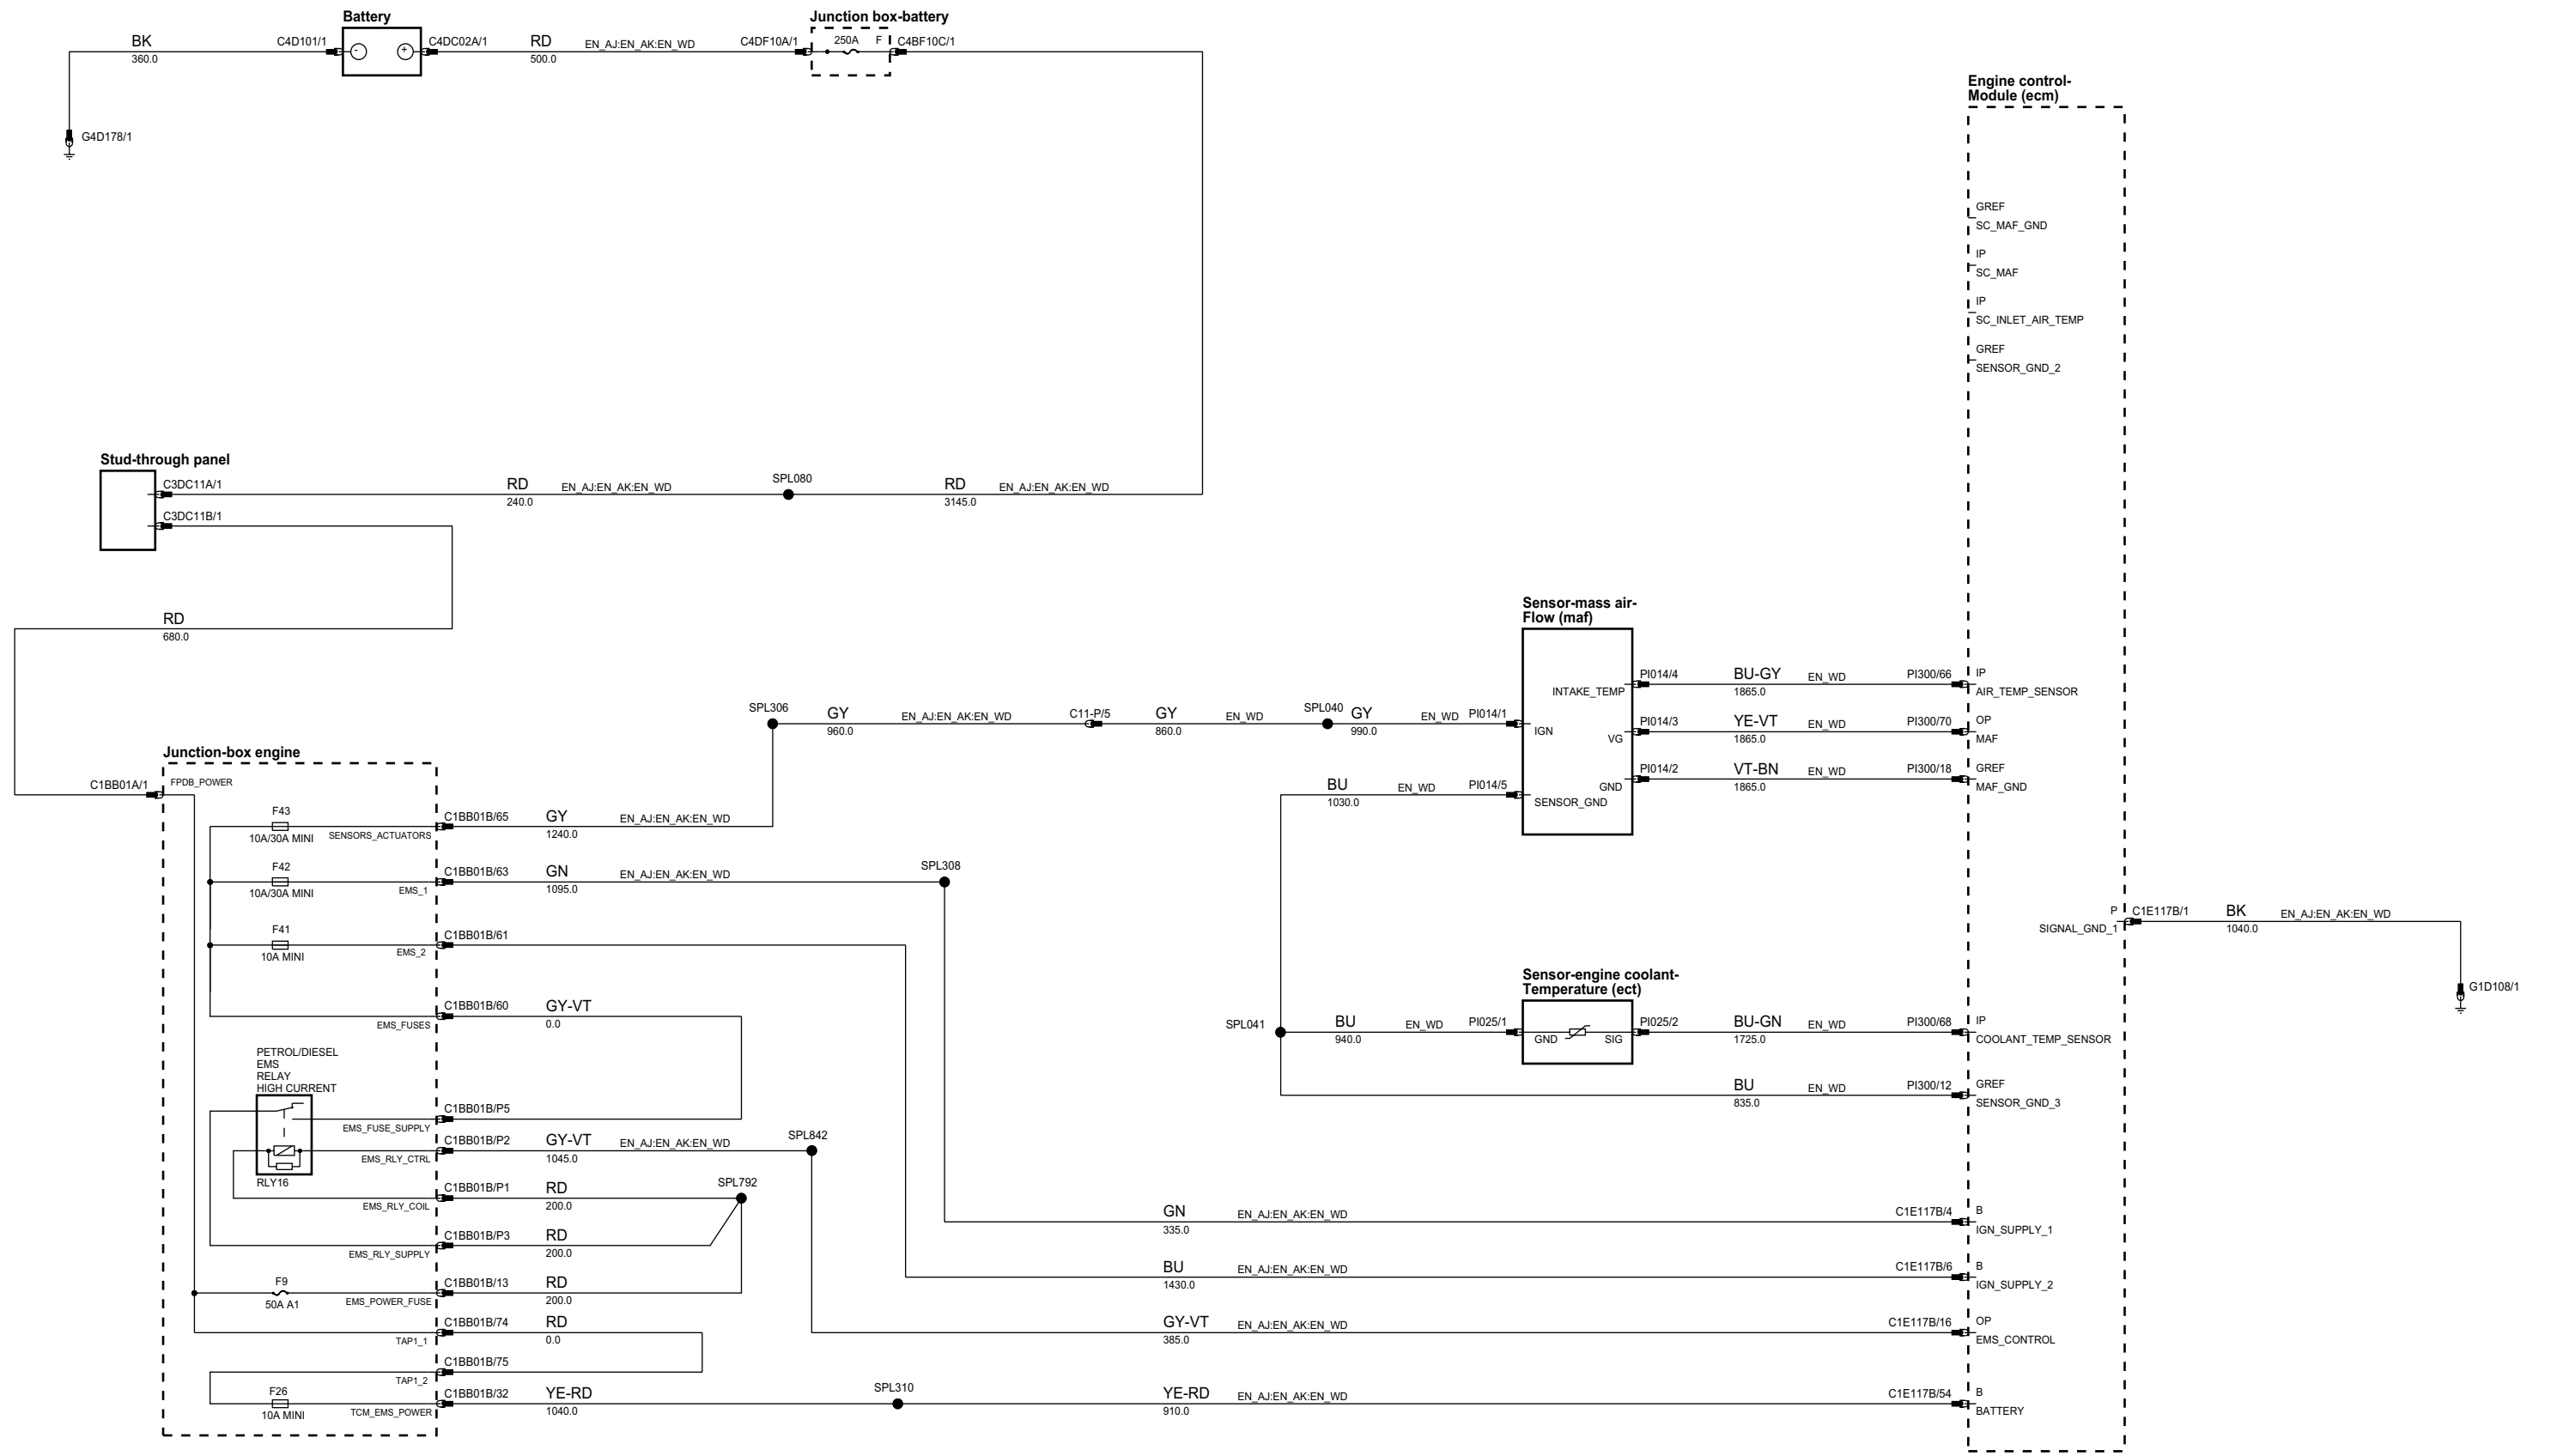 Battery
Junction box-battery
BK
360.0
C4D101/1
-
+
C4DC02A/1
RD
500.0
EN_AJ:EN_AK:EN_WD
C4DF10A/1
250A F
C4BF10C/1
G4D178/1
Engine control-
Module (ecm)
GREF
SC_MAF_GND
IP
SC_MAF
IP
SC_INLET_AIR_TEMP
GREF
SENSOR_GND_2
Stud-through panel
C3DC11A/1
RD
240.0
EN_AJ:EN_AK:EN_WD
SPL080
RD
3145.0
EN_AJ:EN_AK:EN_WD
C3DC11B/1
RD
680.0
Sensor-mass air-
Flow (maf)
INTAKE_TEMP
PI014/4
BU-GY
1865.0
EN_WD
PI300/66
IP
AIR_TEMP_SENSOR
SPL306
GY
960.0
EN_AJ:EN_AK:EN_WD
C11-P/5
GY
860.0
EN_WD
SPL040
GY
990.0
EN_WD
PI014/1
IGN
VG
PI014/3
YE-VT
1865.0
EN_WD
PI300/70
OP
MAF
GND
PI014/2
VT-BN
1865.0
EN_WD
PI300/18
GREF
MAF_GND
BU
1030.0
EN_WD
PI014/5
SENSOR_GND
Junction-box engine
C1BB01A/1
FPDB_POWER
F43
10A/30A MINI
SENSORS_ACTUATORS
C1BB01B/65
GY
1240.0
EN_AJ:EN_AK:EN_WD
F42
10A/30A MINI
EMS_1
C1BB01B/63
GN
1095.0
EN_AJ:EN_AK:EN_WD
SPL308
F41
10A MINI
EMS_2
C1BB01B/61
P
SIGNAL_GND_1
C1E117B/1
BK
1040.0
EN_AJ:EN_AK:EN_WD
G1D108/1
EMS_FUSES
C1BB01B/60
GY-VT
0.0
Sensor-engine coolant-
Temperature (ect)
SPL041
BU
940.0
EN_WD
PI025/1
GND
SIG
PI025/2
BU-GN
1725.0
EN_WD
PI300/68
IP
COOLANT_TEMP_SENSOR
BU
835.0
EN_WD
PI300/12
GREF
SENSOR_GND_3
PETROL/DIESEL
EMS
RELAY
HIGH CURRENT
RLY16
EMS_FUSE_SUPPLY
C1BB01B/P5
EMS_RLY_CTRL
C1BB01B/P2
GY-VT
1045.0
EN_AJ:EN_AK:EN_WD
SPL842
EMS_RLY_COIL
C1BB01B/P1
RD
200.0
SPL792
EMS_RLY_SUPPLY
C1BB01B/P3
RD
200.0
GN
335.0
EN_AJ:EN_AK:EN_WD
C1E117B/4
B
IGN_SUPPLY_1
F9
50A A1
EMS_POWER_FUSE
C1BB01B/13
RD
200.0
BU
1430.0
EN_AJ:EN_AK:EN_WD
C1E117B/6
B
IGN_SUPPLY_2
TAP1_1
C1BB01B/74
RD
0.0
GY-VT
385.0
EN_AJ:EN_AK:EN_WD
C1E117B/16
OP
EMS_CONTROL
TAP1_2
C1BB01B/75
F26
10A MINI
TCM_EMS_POWER
C1BB01B/32
YE-RD
1040.0
SPL310
YE-RD
910.0
EN_AJ:EN_AK:EN_WD
C1E117B/54
B
BATTERY